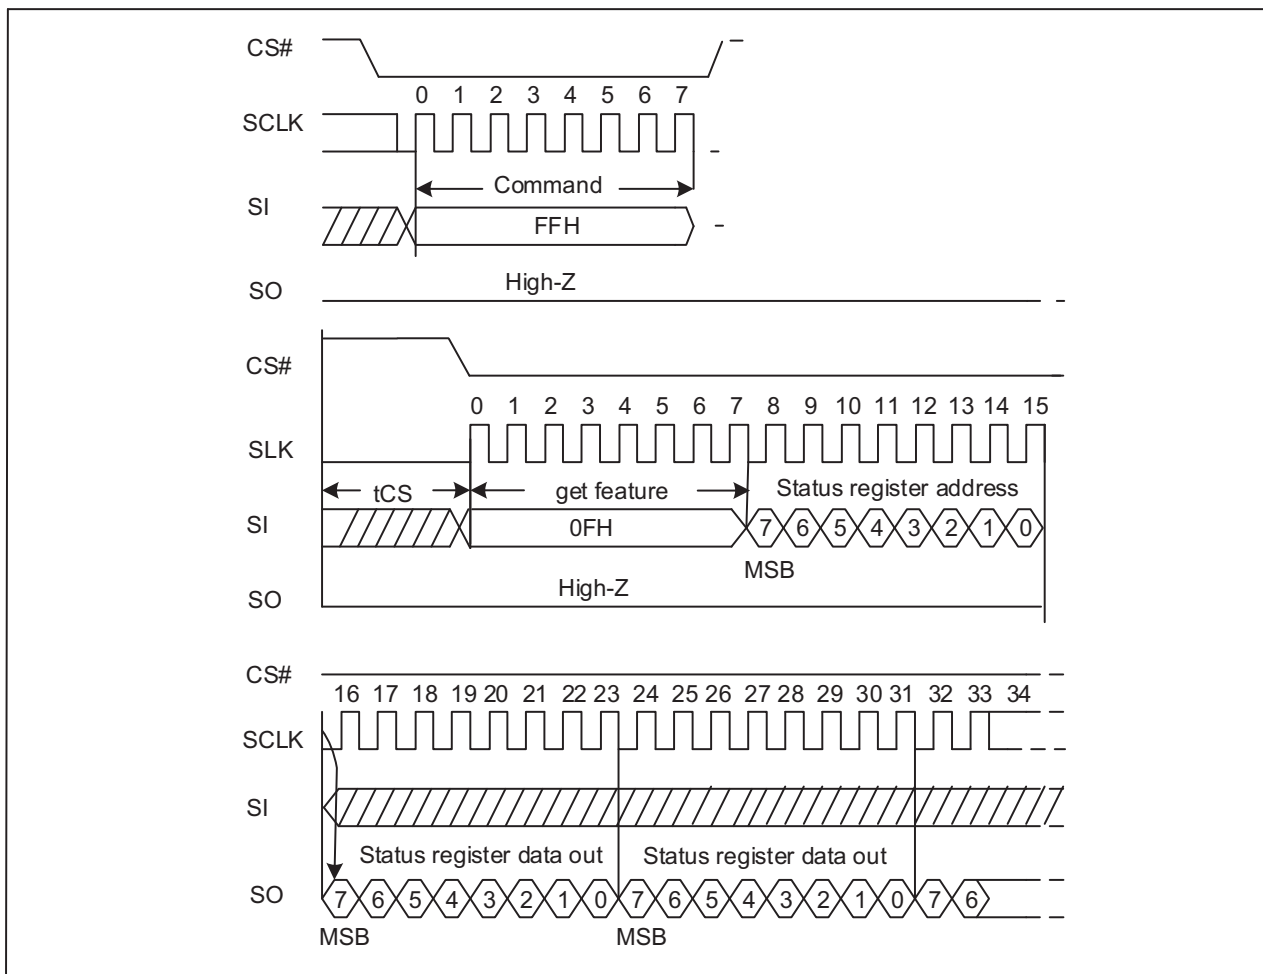 CS#
0 1 2 3 4 5 6 7
SCLK
Command
SI
FFH
High-Z
SO
CS#
0 1 2 3 4 5 6 7 8 9 10 11 12 13 14 15
SLK
tCS get feature Status register address
SI
0FH 7 6 5 4 3 2 1 0
MSB
High-Z
SO
CS#
16 17 18 19 20 21 22 23 24 25 26 27 28 29 30 31 32 33 34
SCLK
SI
Status register data out Status register data out
SO
7 6 5 4 3 2 1 0 7 6 5 4 3 2 1 0 7 6
MSB MSB